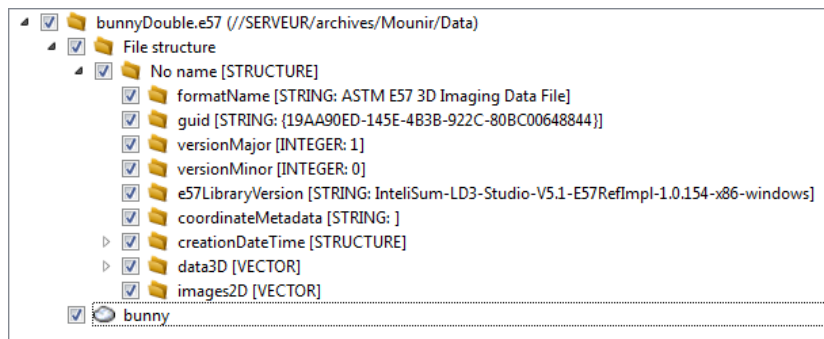 bunnyDouble.e57 (//SERVEUR/archives/Mounir/Data)
File structure
No name [STRUCTURE]
formatName [STRING: ASTM E57 3D Imaging Data File]
guid [STRING: {19AA90ED-145E-4B3B-922C-80BC00648844}]
versionMajor [INTEGER: 1]
versionMinor [INTEGER: 0]
e57LibraryVersion [STRING: InteliSum-LD3-Studio-V5.1-E57RefImpl-1.0.154-x86-windows]
coordinateMetadata [STRING: ]
creationDateTime [STRUCTURE]
data3D [VECTOR]
images2D [VECTOR]
bunny